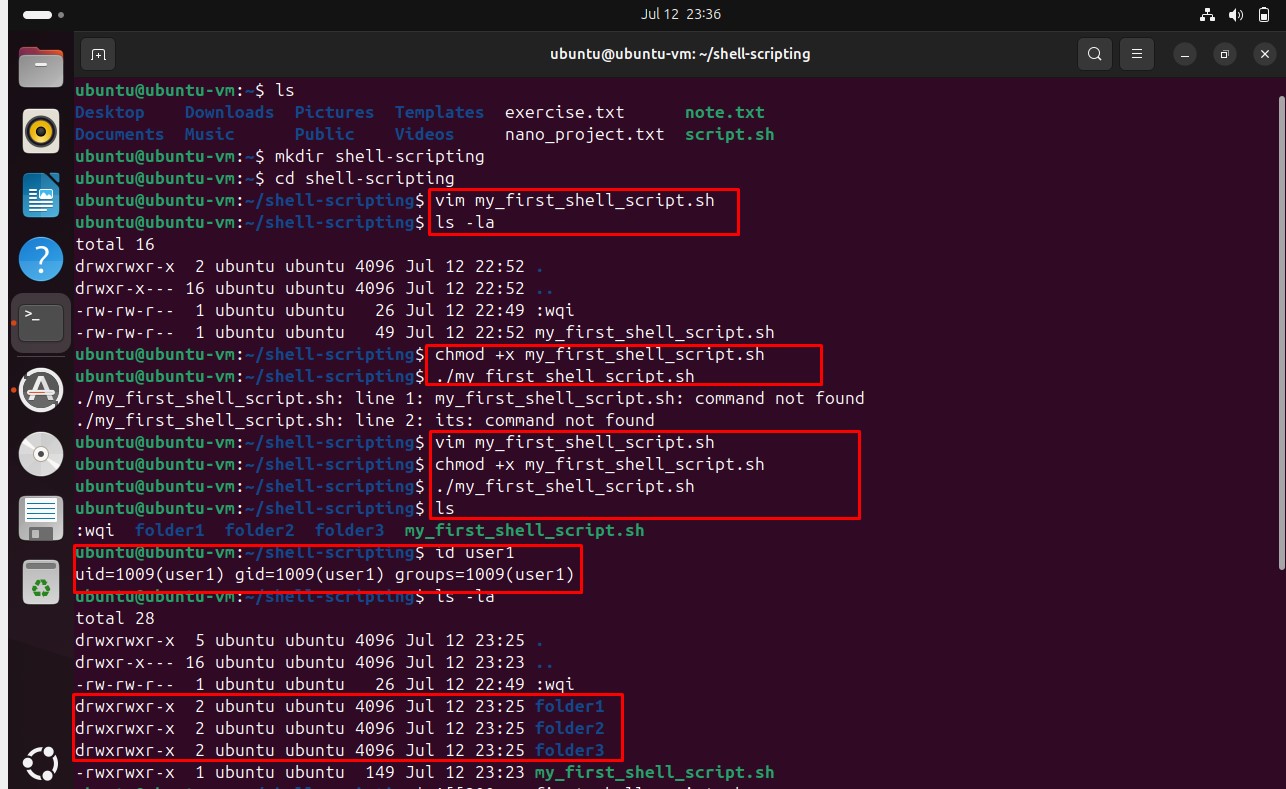 Jul 12 23:36
ubuntu@ubuntu-vm: ~/shell-scripting
ubuntu@ubuntu-vm:~$ ls
Desktop Downloads Pictures Templates exercise.txt note.txt
Documents Music Public Videos nano_project.txt script.sh
ubuntu@ubuntu-vm:~$ mkdir shell-scripting
ubuntu@ubuntu-vm:~$ cd shell-scripting
ubuntu@ubuntu-vm:~/shell-scripting$ vim my_first_shell_script.sh
ubuntu@ubuntu-vm:~/shell-scripting$ ls -la
total 16
drwxrwxr-x 2 ubuntu ubuntu 4096 Jul 12 22:52 .
drwxr-x--- 16 ubuntu ubuntu 4096 Jul 12 22:52 ..
-rw-rw-r-- 1 ubuntu ubuntu 26 Jul 12 22:49 :wqi
-rw-rw-r-- 1 ubuntu ubuntu 49 Jul 12 22:52 my_first_shell_script.sh
ubuntu@ubuntu-vm:~/shell-scripting$ chmod +x my_first_shell_script.sh
ubuntu@ubuntu-vm:~/shell-scripting$ ./my_first_shell_script.sh
./my_first_shell_script.sh: line 1: my_first_shell_script.sh: command not found
./my_first_shell_script.sh: line 2: its: command not found
ubuntu@ubuntu-vm:~/shell-scripting$ vim my_first_shell_script.sh
ubuntu@ubuntu-vm:~/shell-scripting$ chmod +x my_first_shell_script.sh
ubuntu@ubuntu-vm:~/shell-scripting$ ./my_first_shell_script.sh
ubuntu@ubuntu-vm:~/shell-scripting$ ls
:wqi folder1 folder2 folder3 my_first_shell_script.sh
ubuntu@ubuntu-vm:~/shell-scripting$ id user1
uid=1009(user1) gid=1009(user1) groups=1009(user1)
ubuntu@ubuntu-vm:~/shell-scripting$ ls -la
total 28
drwxrwxr-x 5 ubuntu ubuntu 4096 Jul 12 23:25 .
drwxr-x--- 16 ubuntu ubuntu 4096 Jul 12 23:23 ..
-rw-rw-r-- 1 ubuntu ubuntu 26 Jul 12 22:49 :wqi
drwxrwxr-x 2 ubuntu ubuntu 4096 Jul 12 23:25 folder1
drwxrwxr-x 2 ubuntu ubuntu 4096 Jul 12 23:25 folder2
drwxrwxr-x 2 ubuntu ubuntu 4096 Jul 12 23:25 folder3
-rwxrwxr-x 1 ubuntu ubuntu 149 Jul 12 23:23 my_first_shell_script.sh